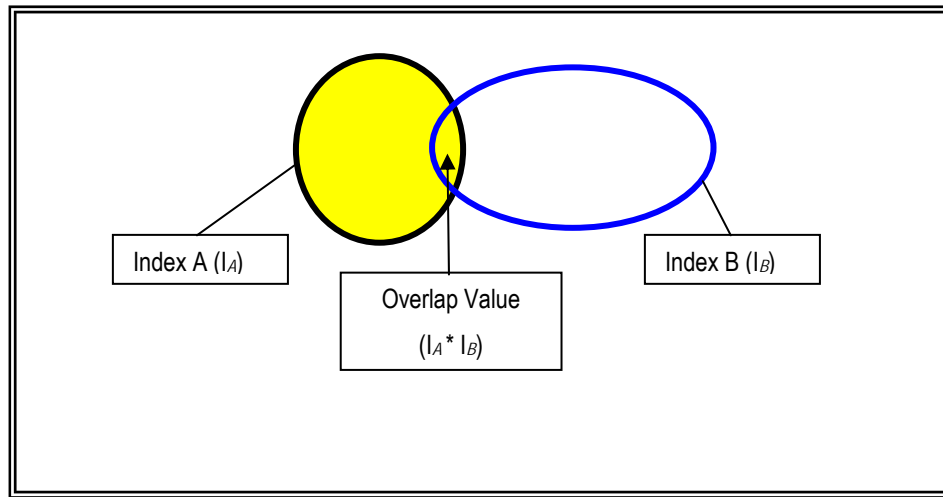 Index A (IA)
Index B (IB)
Overlap Value
(IA * IB)